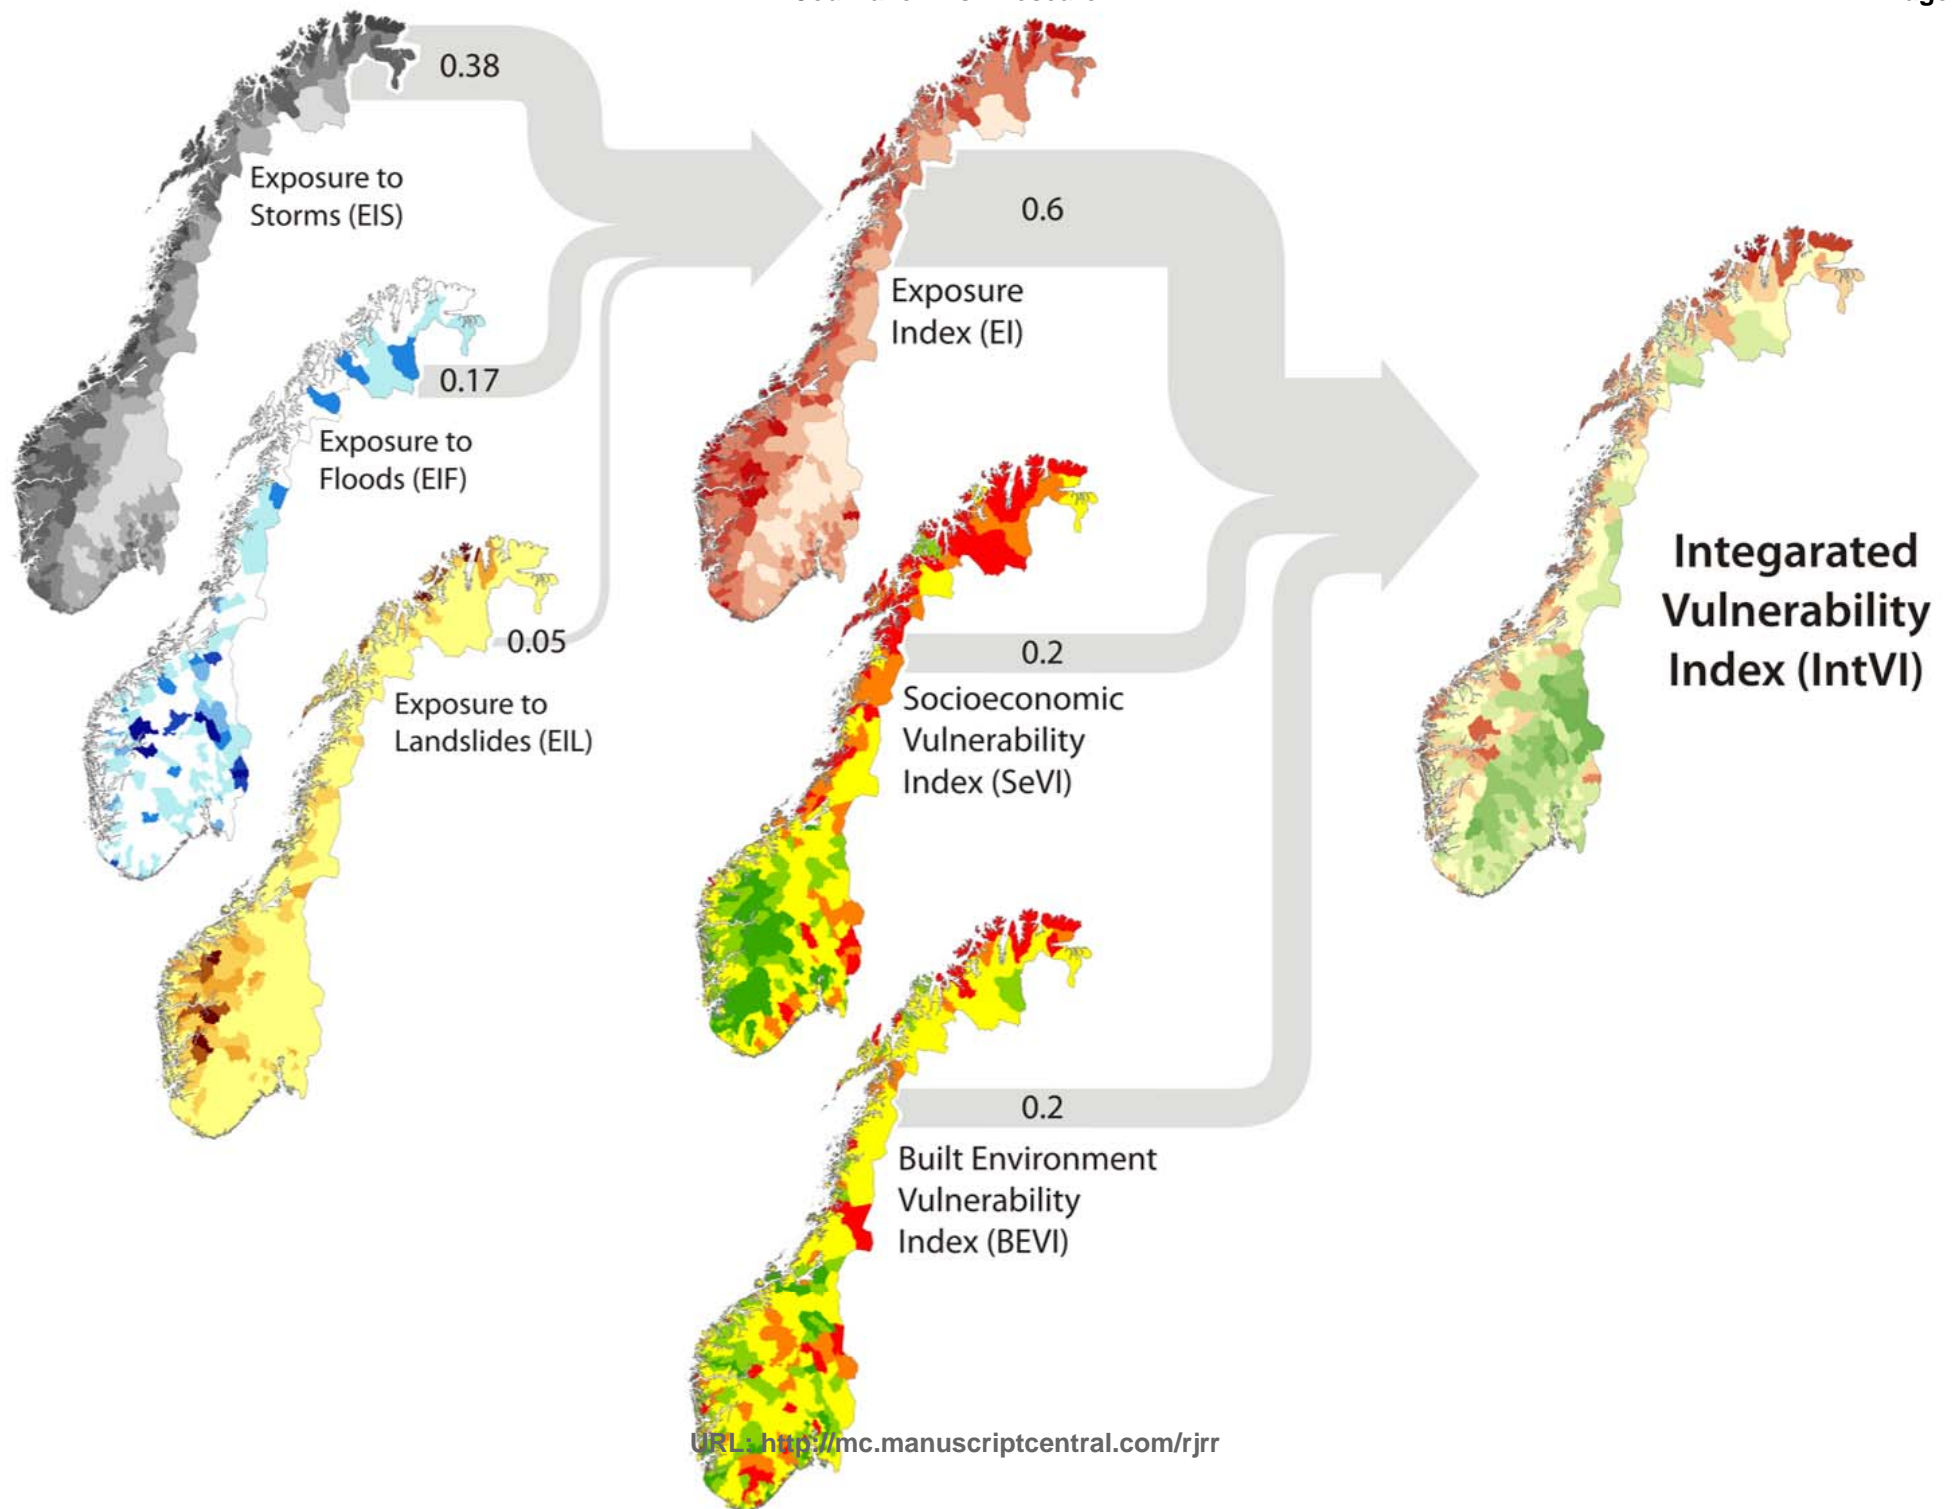 0.38
Exposure to
Storms (EIS)
0.17
Exposure to
Floods (EIF)
0.05
Exposure to
Landslides (EIL)
0.6
Exposure
Index (EI)
0.2
Socioeconomic
Vulnerability
Index (SeVI)
0.2
Built Environment
Vulnerability
Index (BEVI)
Integarated
Vulnerability
Index (IntVI)
URL: http://mc.manuscriptcentral.com/rjrr